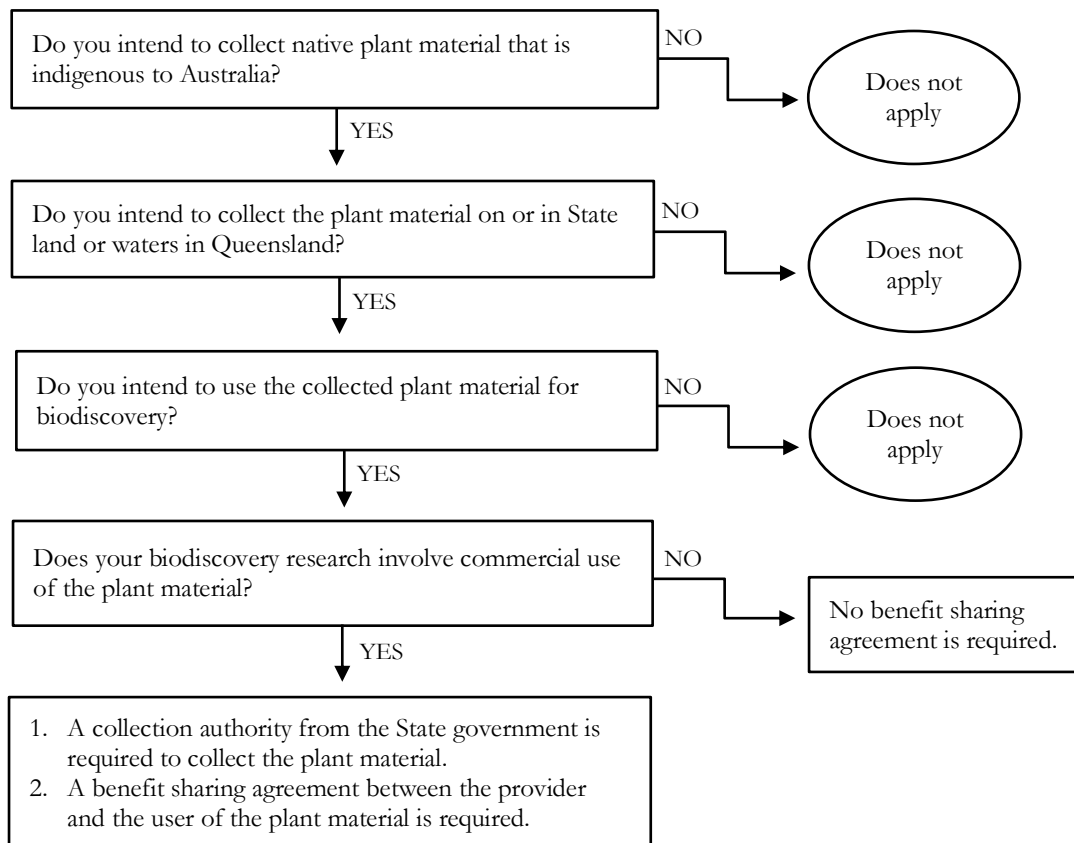 Do you intend to collect native plant material that is
indigenous to Australia?
NO
Does not
apply
YES
Do you intend to collect the plant material on or in State
land or waters in Queensland?
NO
Does not
apply
YES
Do you intend to use the collected plant material for
biodiscovery?
NO
Does not
apply
YES
Does your biodiscovery research involve commercial use
of the plant material?
NO
No benefit sharing
agreement is required.
YES
1. A collection authority from the State government is
required to collect the plant material.
2. A benefit sharing agreement between the provider
and the user of the plant material is required.